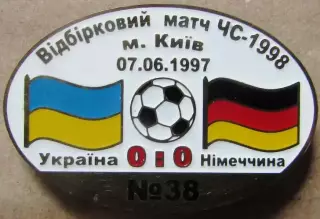 Відбірковий матч ЧС-1998
м. Київ
07.06.1997
Україна 0:0 Німеччина
№38